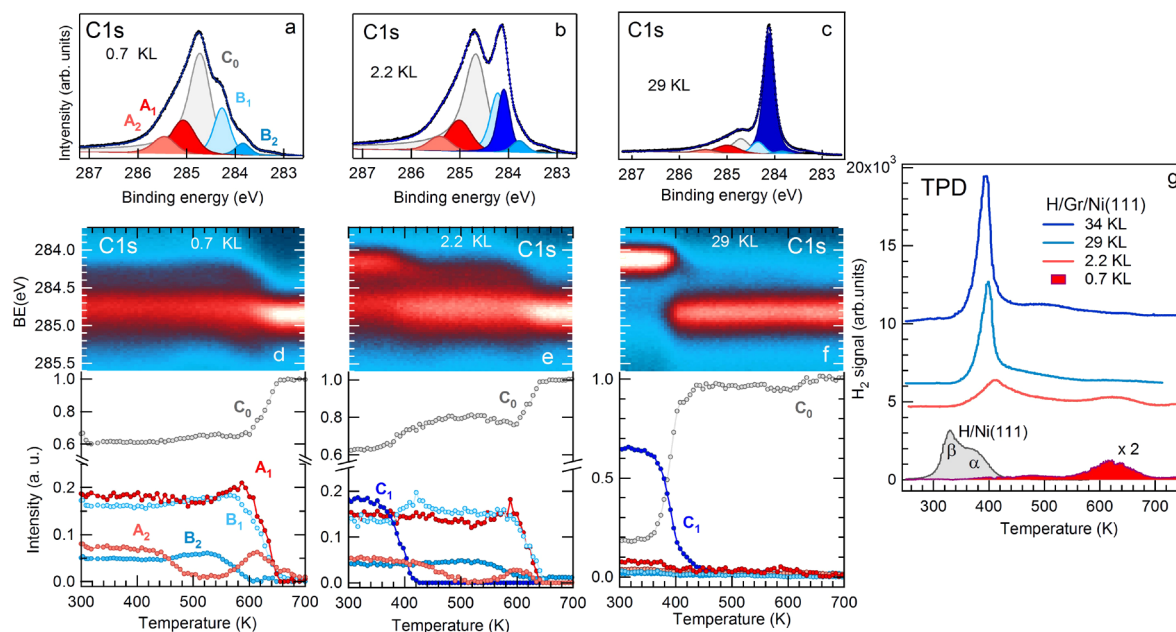 C1s
a
0.7 KL
C0
A1
A2
B1
B2
Intyensity (arb. units)
287 286 285 284 283
Binding energy (eV)
C1s
b
2.2 KL
287 286 285 284 283
Binding energy (eV)
C1s
c
29 KL
287 286 285 284 283
Binding energy (eV)
C1s 0.7 KL
d
BE(eV)
284.0
284.5
285.0
285.5
2.2 KL C1s
e
29 KL C1s
f
1.0
0.8
0.6
0.2
0.1
0.0
Intensity (a. u.)
C0
A1
B1
A2
B2
300 400 500 600 700
Temperature (K)
1.0
0.8
0.6
0.2
0.1
0.0
C0
C1
300 400 500 600 700
Temperature (K)
1.0
0.5
0.0
C0
C1
300 400 500 600 700
Temperature (K)
20x10³
15
10
5
0
H2 signal (arb.units)
TPD
g
H/Gr/Ni(111)
34 KL
29 KL
2.2 KL
0.7 KL
H/Ni(111)
β
α
x 2
300 400 500 600 700
Temperature (K)